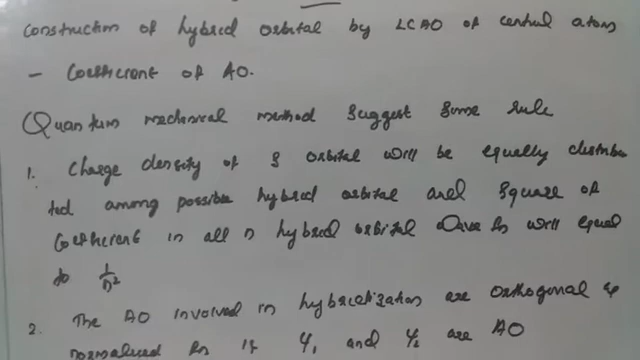 Construction of hybrid orbital by LCAO of central atom
- Coefficient of AO.
Quantum mechanical method suggest some rule
1. Charge density of s orbital will be equally distribu
ted among possible hybrid orbital and square of
Coefficient in all n hybrid orbital wave fn will equal
to 1/n²
2. The AO involved in hybridization are orthogonal &
normalised fn if Ψ₁ and Ψ₂ are AO